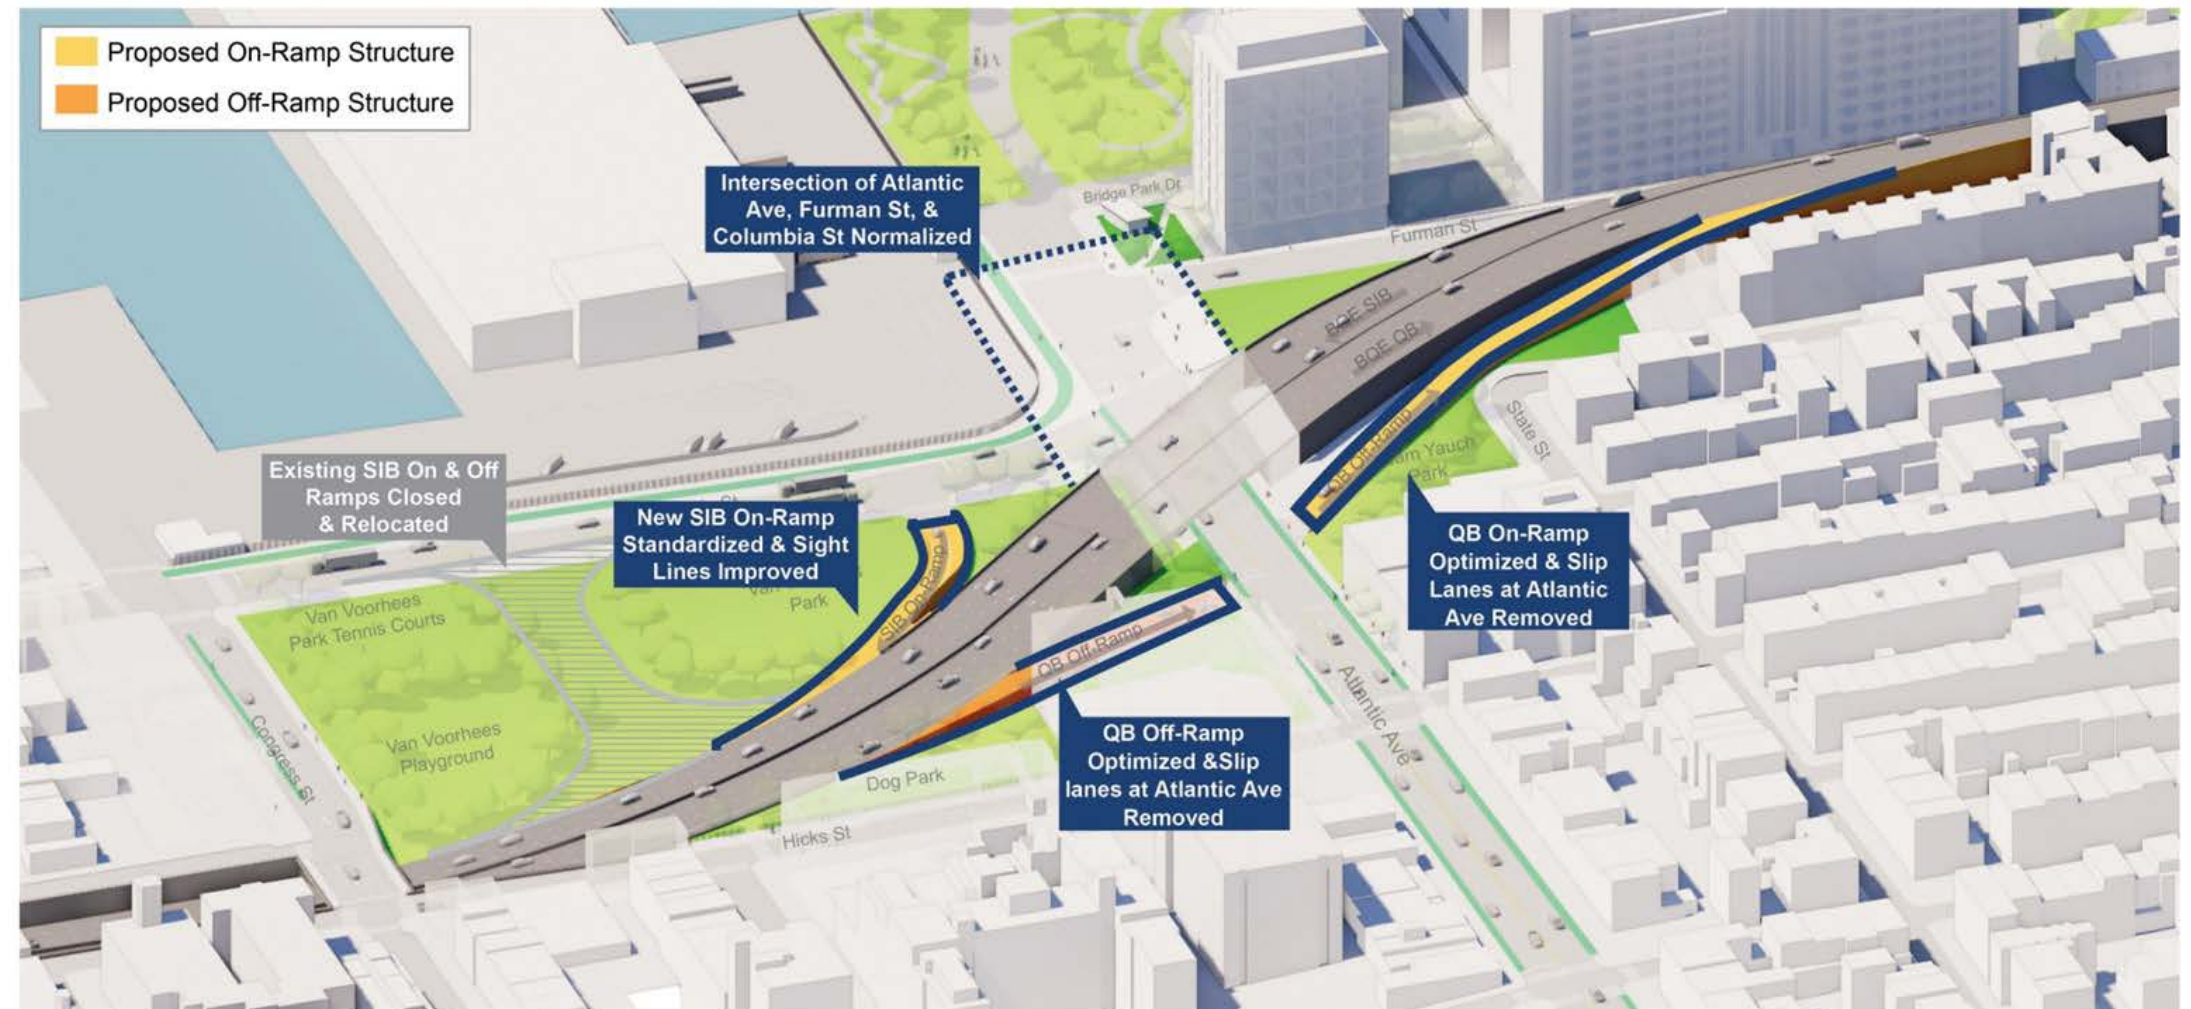 Proposed On-Ramp Structure
Proposed Off-Ramp Structure
Intersection of Atlantic
Ave, Furman St, &
Columbia St Normalized
Bridge Park Dr
Furman St
BQE SIB
BQE QB
State St
Existing SIB On & Off
Ramps Closed
& Relocated
St
New SIB On-Ramp
Standardized & Sight
Lines Improved
Van
Park
SIB On-Ramp
QB Off-Ramp
Yauch
Park
QB On-Ramp
Optimized & Slip
Lanes at Atlantic
Ave Removed
Van Voorhees
Park Tennis Courts
QB Off-Ramp
Atlantic Ave
Congress St
Van Voorhees
Playground
QB Off-Ramp
Optimized &Slip
lanes at Atlantic Ave
Removed
Dog Park
Hicks St